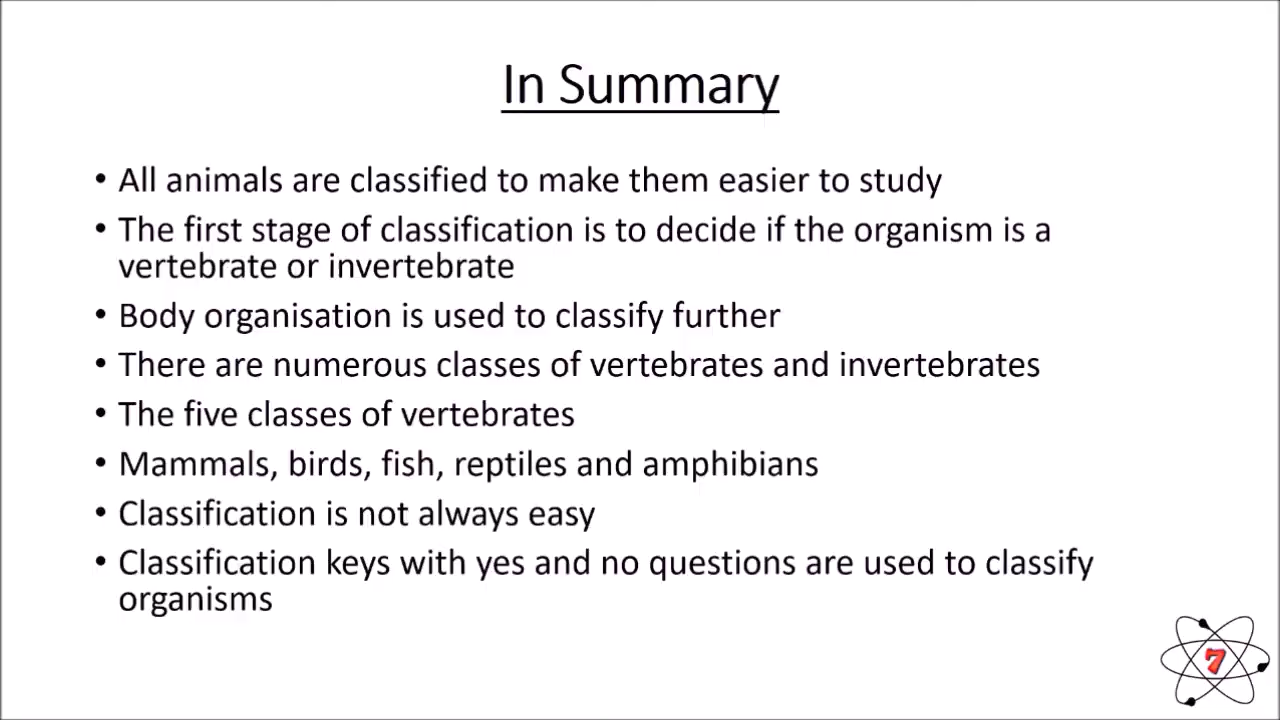 In Summary
• All animals are classified to make them easier to study
• The first stage of classification is to decide if the organism is a
vertebrate or invertebrate
• Body organisation is used to classify further
• There are numerous classes of vertebrates and invertebrates
• The five classes of vertebrates
• Mammals, birds, fish, reptiles and amphibians
• Classification is not always easy
• Classification keys with yes and no questions are used to classify
organisms
7